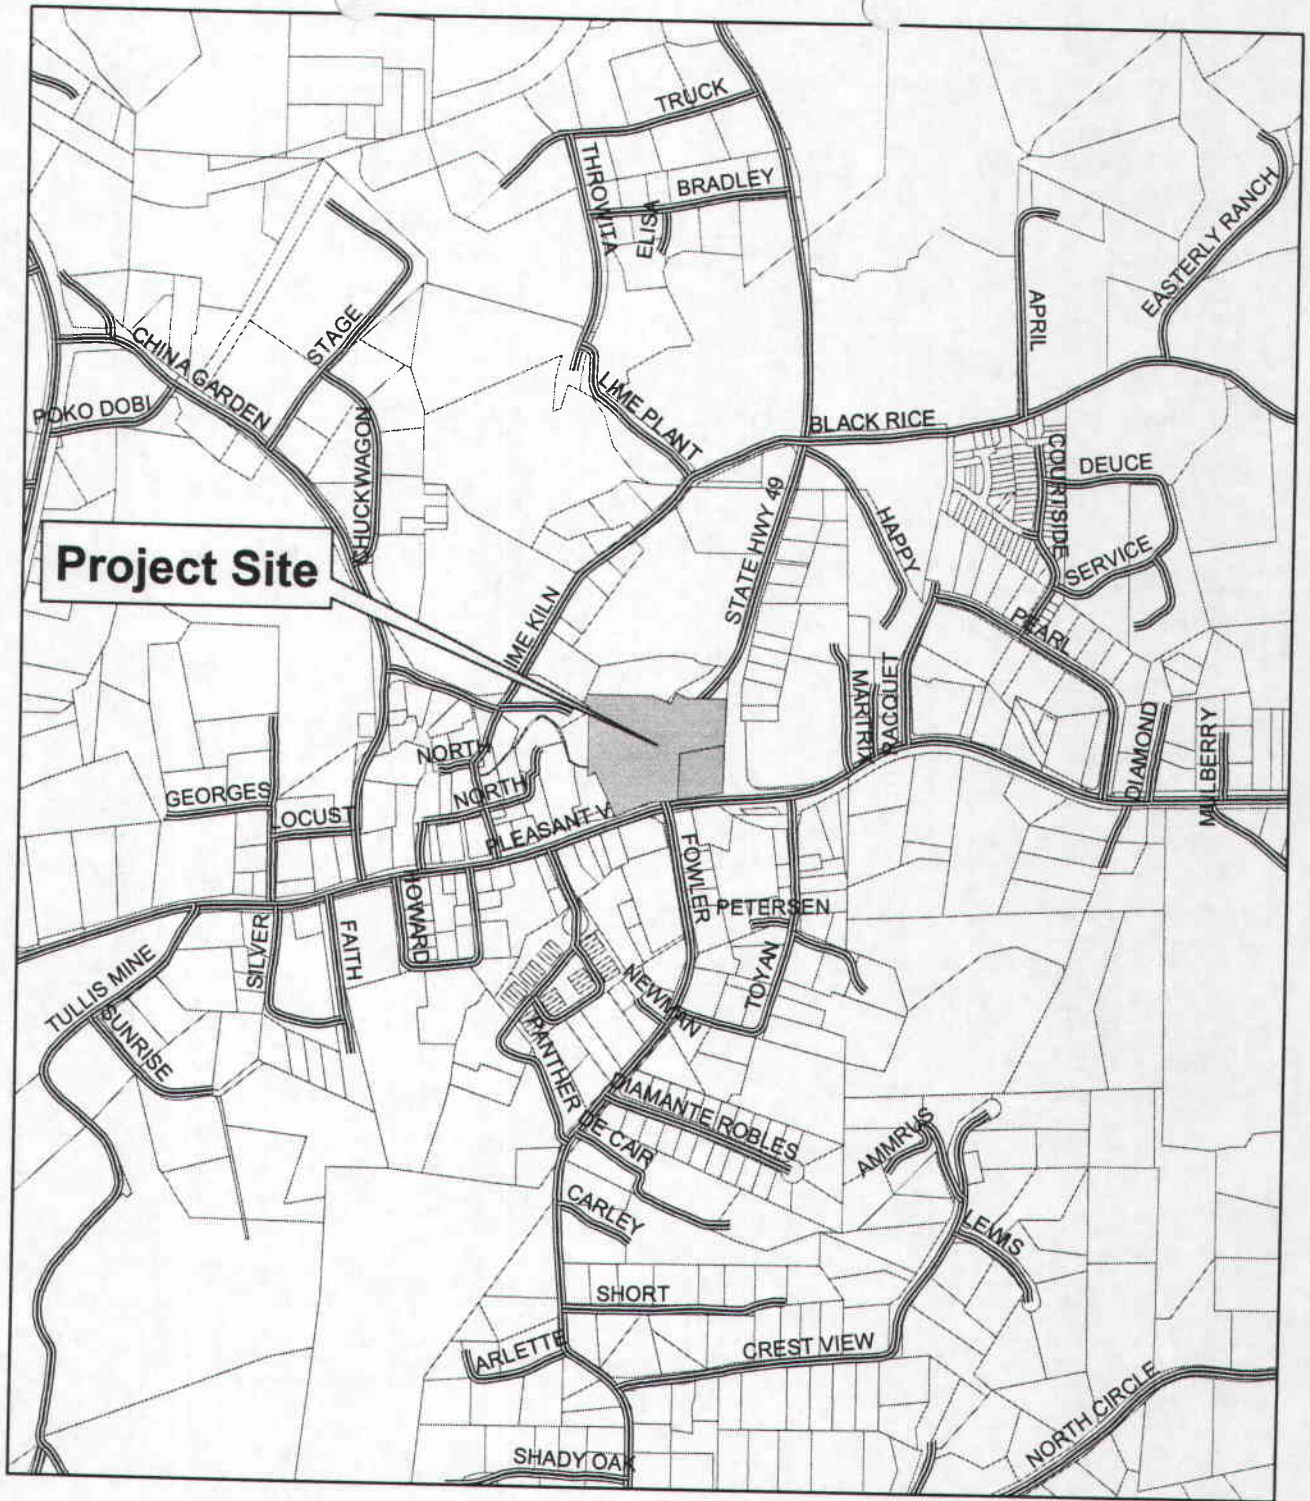 TRUCK
THROWITA
BRADLEY
ELISA
EASTERLY RANCH
APRIL
STAGE
CHINA GARDEN
POKO DOBI
LIME PLANT
CHUCKWAGON
BLACK RICE
COURTSIDE
DEUCE
STATE HWY 49
HAPPY
Project Site
SERVICE
IME KILN
PEARL
MARTRIX
RACQUET
DIAMOND
MULBERRY
NORTH
NORTH
GEORGES
LOCUST
PLEASANT V
FOWLER
PETERSEN
HOWARD
FAITH
SILVER
TULLIS MINE
SUNRISE
NEWMAN
TOYAN
PANTHER
DIAMANTE ROBLES
DE CAIR
AMMRUS
CARLEY
LEWIS
SHORT
ARLETTE
CREST VIEW
NORTH CIRCLE
SHADY OAK